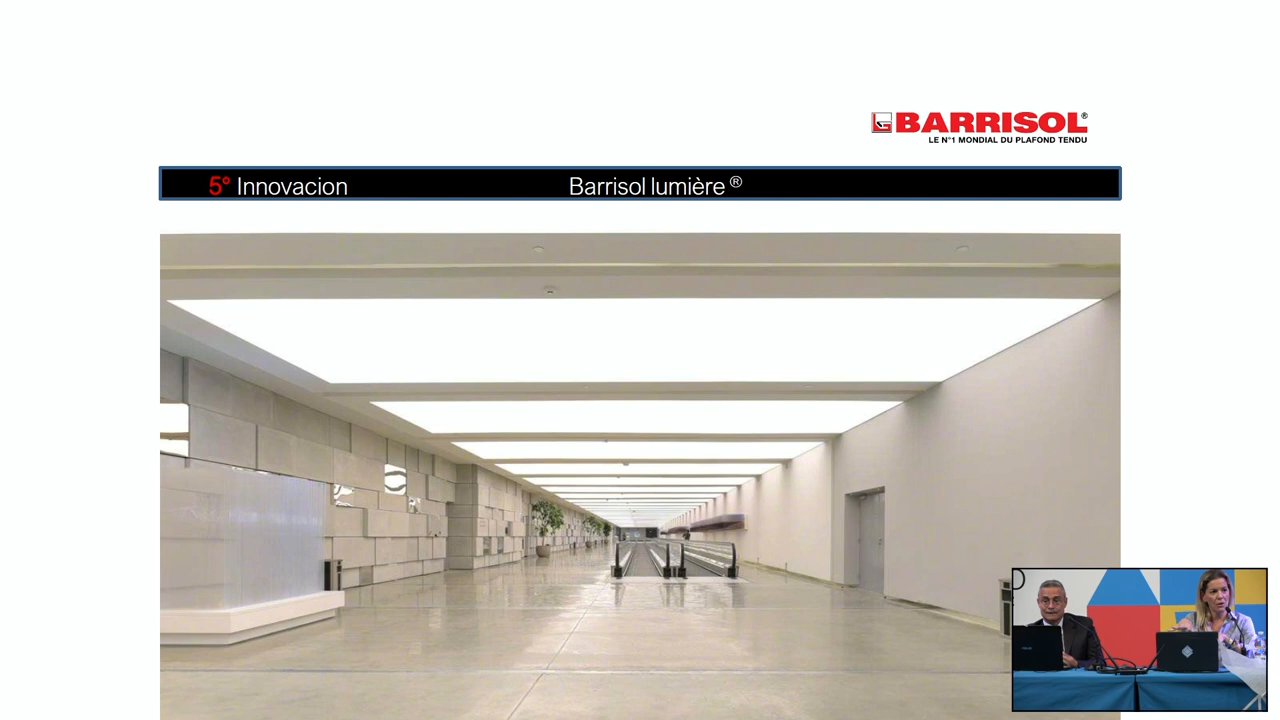 BARRISOL®
LE N°1 MONDIAL DU PLAFOND TENDU
5° Innovacion Barrisol lumière ®